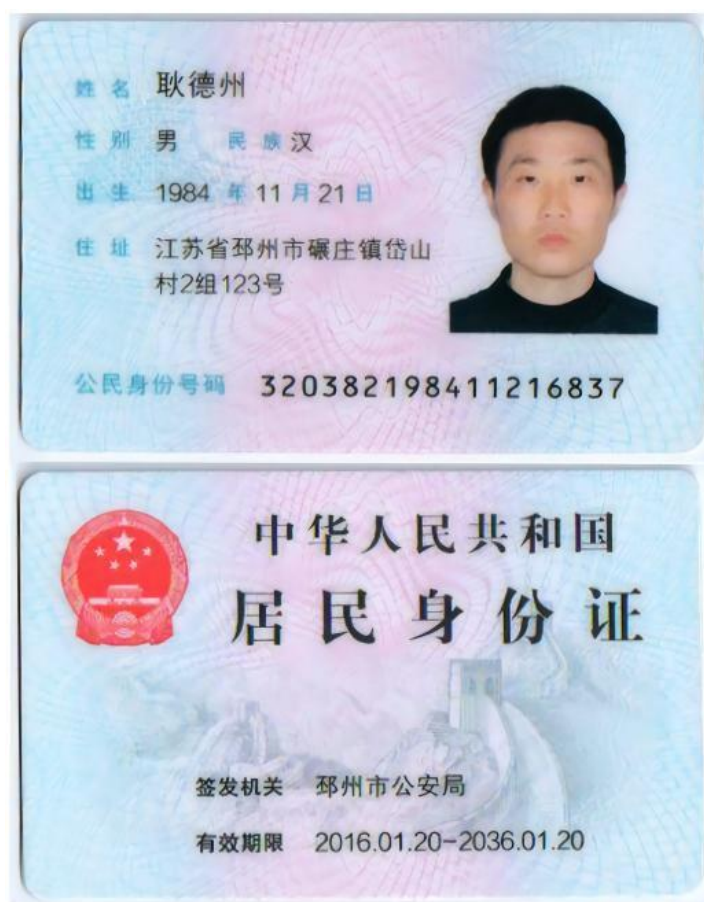 姓名 耿德州
性别 男 民族 汉
出生 1984 年 11 月 21 日
住址 江苏省邳州市碾庄镇岱山
村2组123号
公民身份号码 320382198411216837
中华人民共和国
居民身份证
签发机关 邳州市公安局
有效期限 2016.01.20-2036.01.20